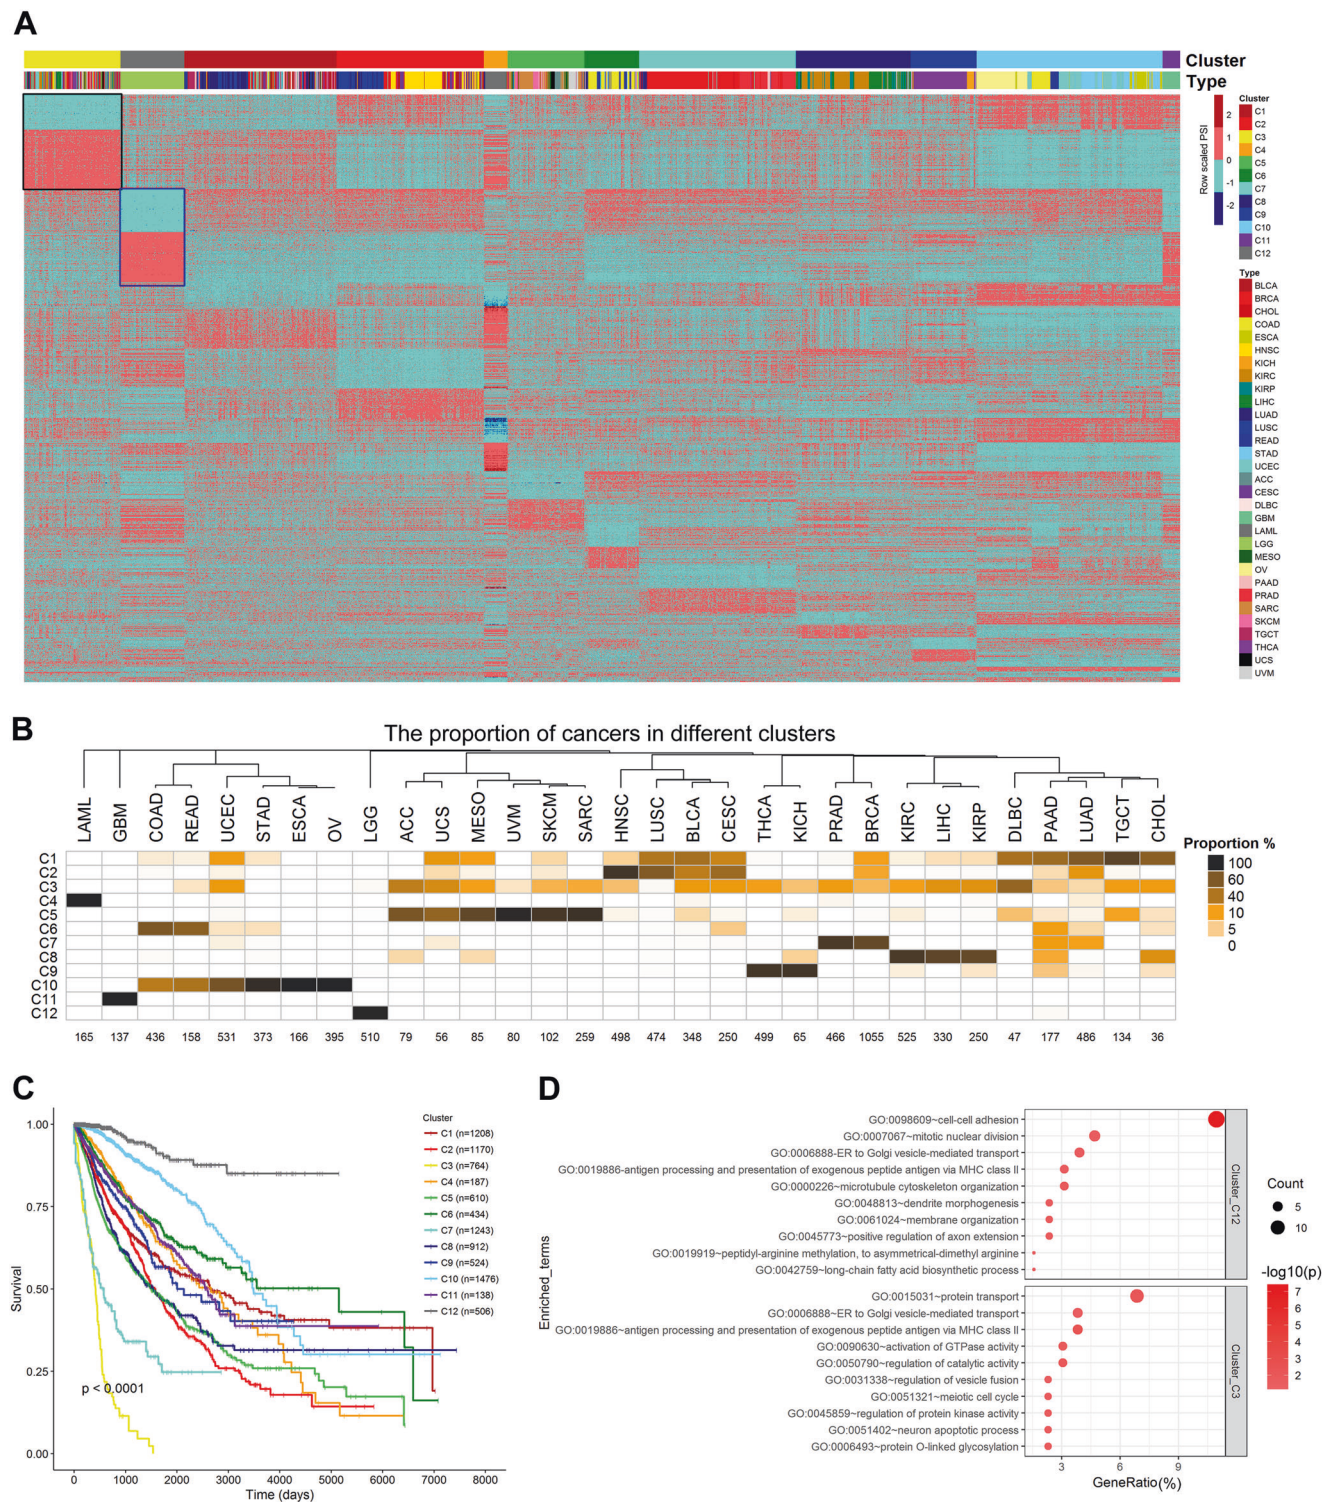 A
Cluster
Type
Row scaled PSI
2
1
0
-1
-2
Cluster
C1
C2
C3
C4
C5
C6
C7
C8
C9
C10
C11
C12
Type
BLCA
BRCA
CHOL
COAD
ESCA
HNSC
KICH
KIRC
KIRP
LIHC
LUAD
LUSC
READ
STAD
UCEC
ACC
CESC
DLBC
GBM
LAML
LGG
MESO
OV
PAAD
PRAD
SARC
SKCM
TGCT
THCA
UCS
UVM
B
The proportion of cancers in different clusters
LAML GBM COAD READ UCEC STAD ESCA OV LGG ACC UCS MESO UVM SKCM SARC HNSC LUSC BLCA CESC THCA KICH PRAD BRCA KIRC LIHC KIRP DLBC PAAD LUAD TGCT CHOL
C1
C2
C3
C4
C5
C6
C7
C8
C9
C10
C11
C12
165 137 436 158 531 373 166 395 510 79 56 85 80 102 259 498 474 348 250 499 65 466 1055 525 330 250 47 177 486 134 36
Proportion %
100
60
40
10
5
0
C
Survival
1.00
0.75
0.50
0.25
0.00
p < 0.0001
0 1000 2000 3000 4000 5000 6000 7000 8000
Time (days)
Cluster
C1 (n=1208)
C2 (n=1170)
C3 (n=764)
C4 (n=187)
C5 (n=610)
C6 (n=434)
C7 (n=1243)
C8 (n=912)
C9 (n=524)
C10 (n=1476)
C11 (n=138)
C12 (n=506)
D
Enriched_terms
GO:0098609~cell-cell adhesion
GO:0007067~mitotic nuclear division
GO:0006888-ER to Golgi vesicle-mediated transport
GO:0019886-antigen processing and presentation of exogenous peptide antigen via MHC class II
GO:0000226~microtubule cytoskeleton organization
GO:0048813~dendrite morphogenesis
GO:0061024~membrane organization
GO:0045773~positive regulation of axon extension
GO:0019919~peptidyl-arginine methylation, to asymmetrical-dimethyl arginine
GO:0042759~long-chain fatty acid biosynthetic process
Cluster_C12
GO:0015031~protein transport
GO:0006888~ER to Golgi vesicle-mediated transport
GO:0019886~antigen processing and presentation of exogenous peptide antigen via MHC class II
GO:0090630~activation of GTPase activity
GO:0050790~regulation of catalytic activity
GO:0031338~regulation of vesicle fusion
GO:0051321~meiotic cell cycle
GO:0045859~regulation of protein kinase activity
GO:0051402~neuron apoptotic process
GO:0006493~protein O-linked glycosylation
Cluster_C3
3 6 9
GeneRatio(%)
Count
5
10
-log10(p)
7
6
5
4
3
2